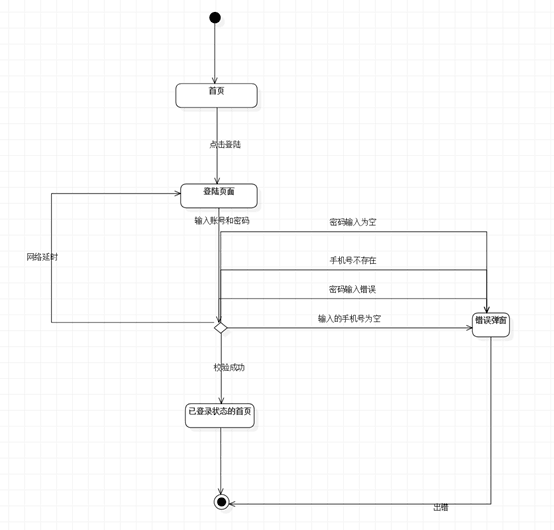 首页
点击登陆
登陆页面
输入账号和密码
密码输入为空
网络延时
手机号不存在
密码输入错误
输入的手机号为空
错误弹窗
校验成功
已登录状态的首页
出错